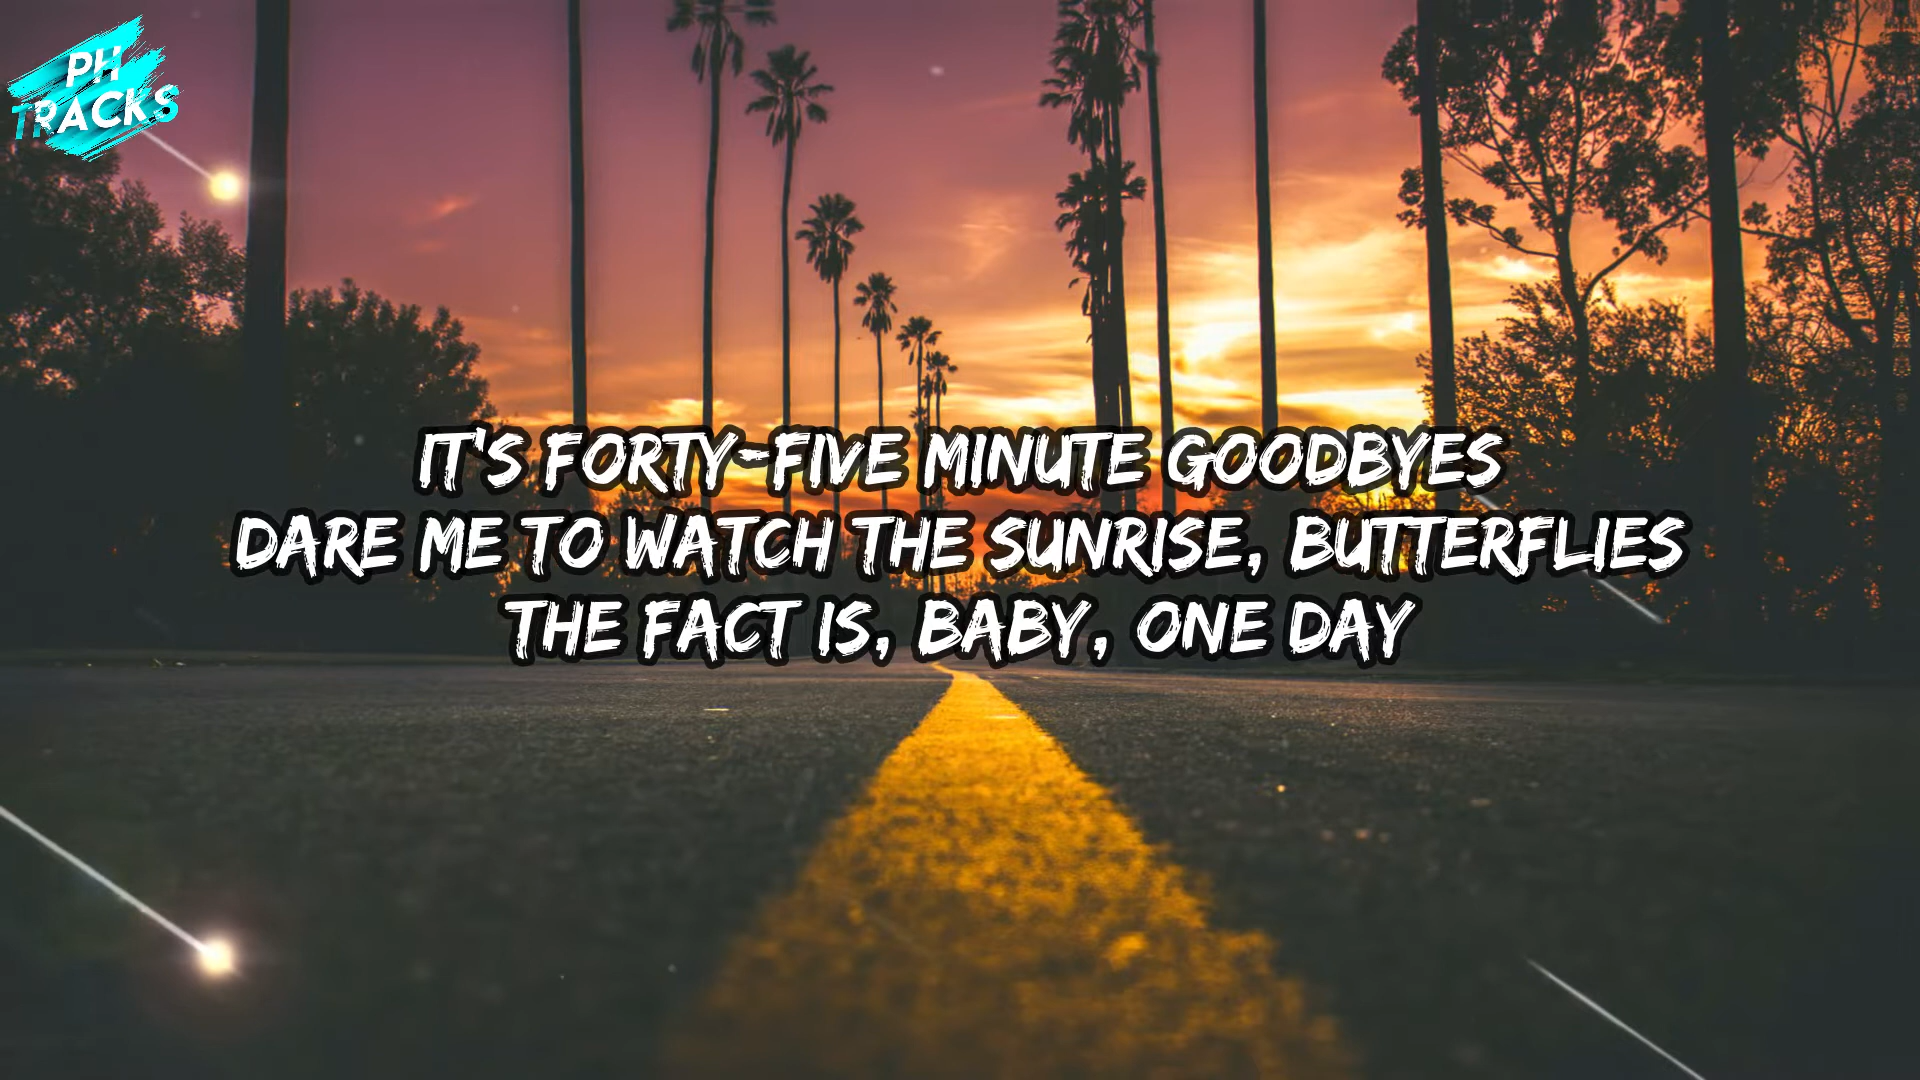 PH
TRACKS
IT'S FORTY-FIVE MINUTE GOODBYES
DARE ME TO WATCH THE SUNRISE, BUTTERFLIES
THE FACT IS, BABY, ONE DAY